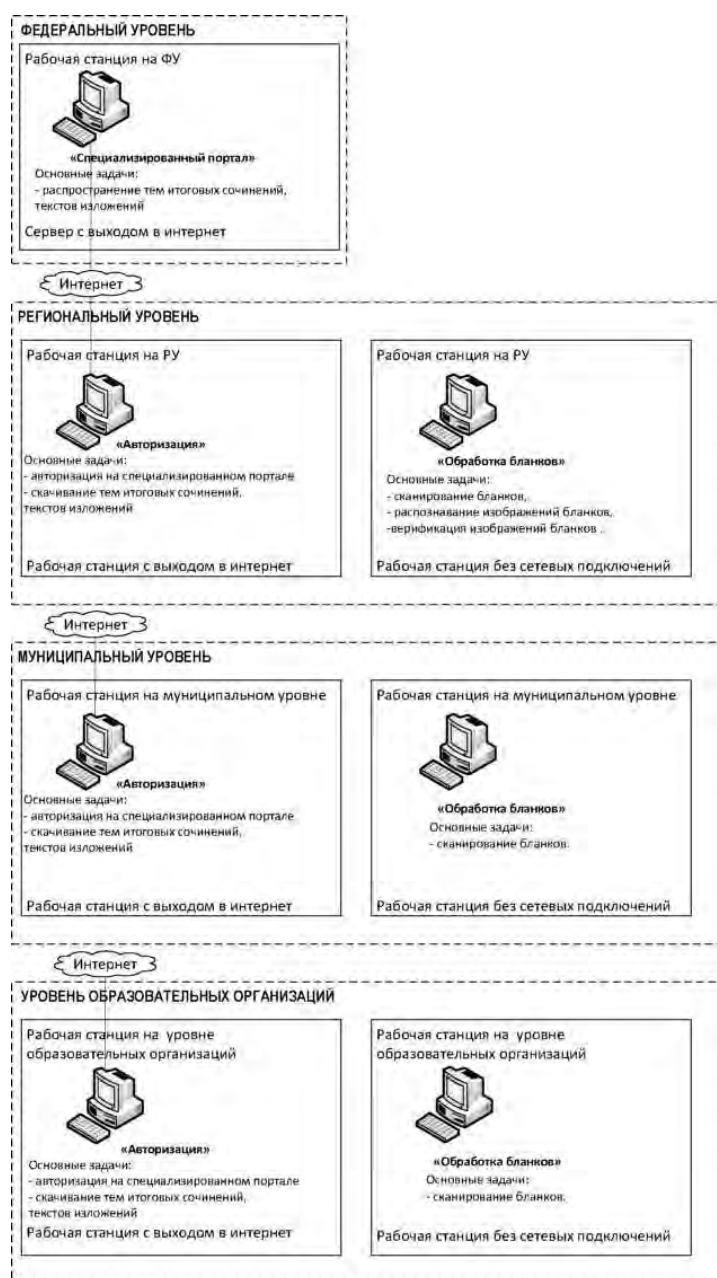 ФЕДЕРАЛЬНЫЙ УРОВЕНЬ
Рабочая станция на ФУ
«Специализированный портал»
Основные задачи:
- распространение тем итоговых сочинений,
текстов изложений
Сервер с выходом в интернет
Интернет
РЕГИОНАЛЬНЫЙ УРОВЕНЬ
Рабочая станция на РУ
«Авторизация»
Основные задачи:
- авторизация на специализированном портале
- скачивание тем итоговых сочинений,
текстов изложений
Рабочая станция с выходом в интернет
Рабочая станция на РУ
«Обработка бланков»
Основные задачи:
- сканирование бланков,
- распознавание изображений бланков,
-верификация изображений бланков ..
Рабочая станция без сетевых подключений
Интернет
МУНИЦИПАЛЬНЫЙ УРОВЕНЬ
Рабочая станция на муниципальном уровне
«Авторизация»
Основные задачи:
- авторизация на специализированном портале
- скачивание тем итоговых сочинений,
текстов изложений
Рабочая станция с выходом в интернет
Рабочая станция на муниципальном уровне
«Обработка бланков»
Основные задачи:
- сканирование бланков.
Рабочая станция без сетевых подключений
Интернет
УРОВЕНЬ ОБРАЗОВАТЕЛЬНЫХ ОРГАНИЗАЦИЙ
Рабочая станция на уровне
образовательных организаций
«Авторизация»
Основные задачи:
- авторизация на специализированном портале
- скачивание тем итоговых сочинений,
текстов изложений
Рабочая станция с выходом в интернет
Рабочая станция на уровне
образовательных организаций
«Обработка бланков»
Основные задачи:
- сканирование бланков.
Рабочая станция без сетевых подключений